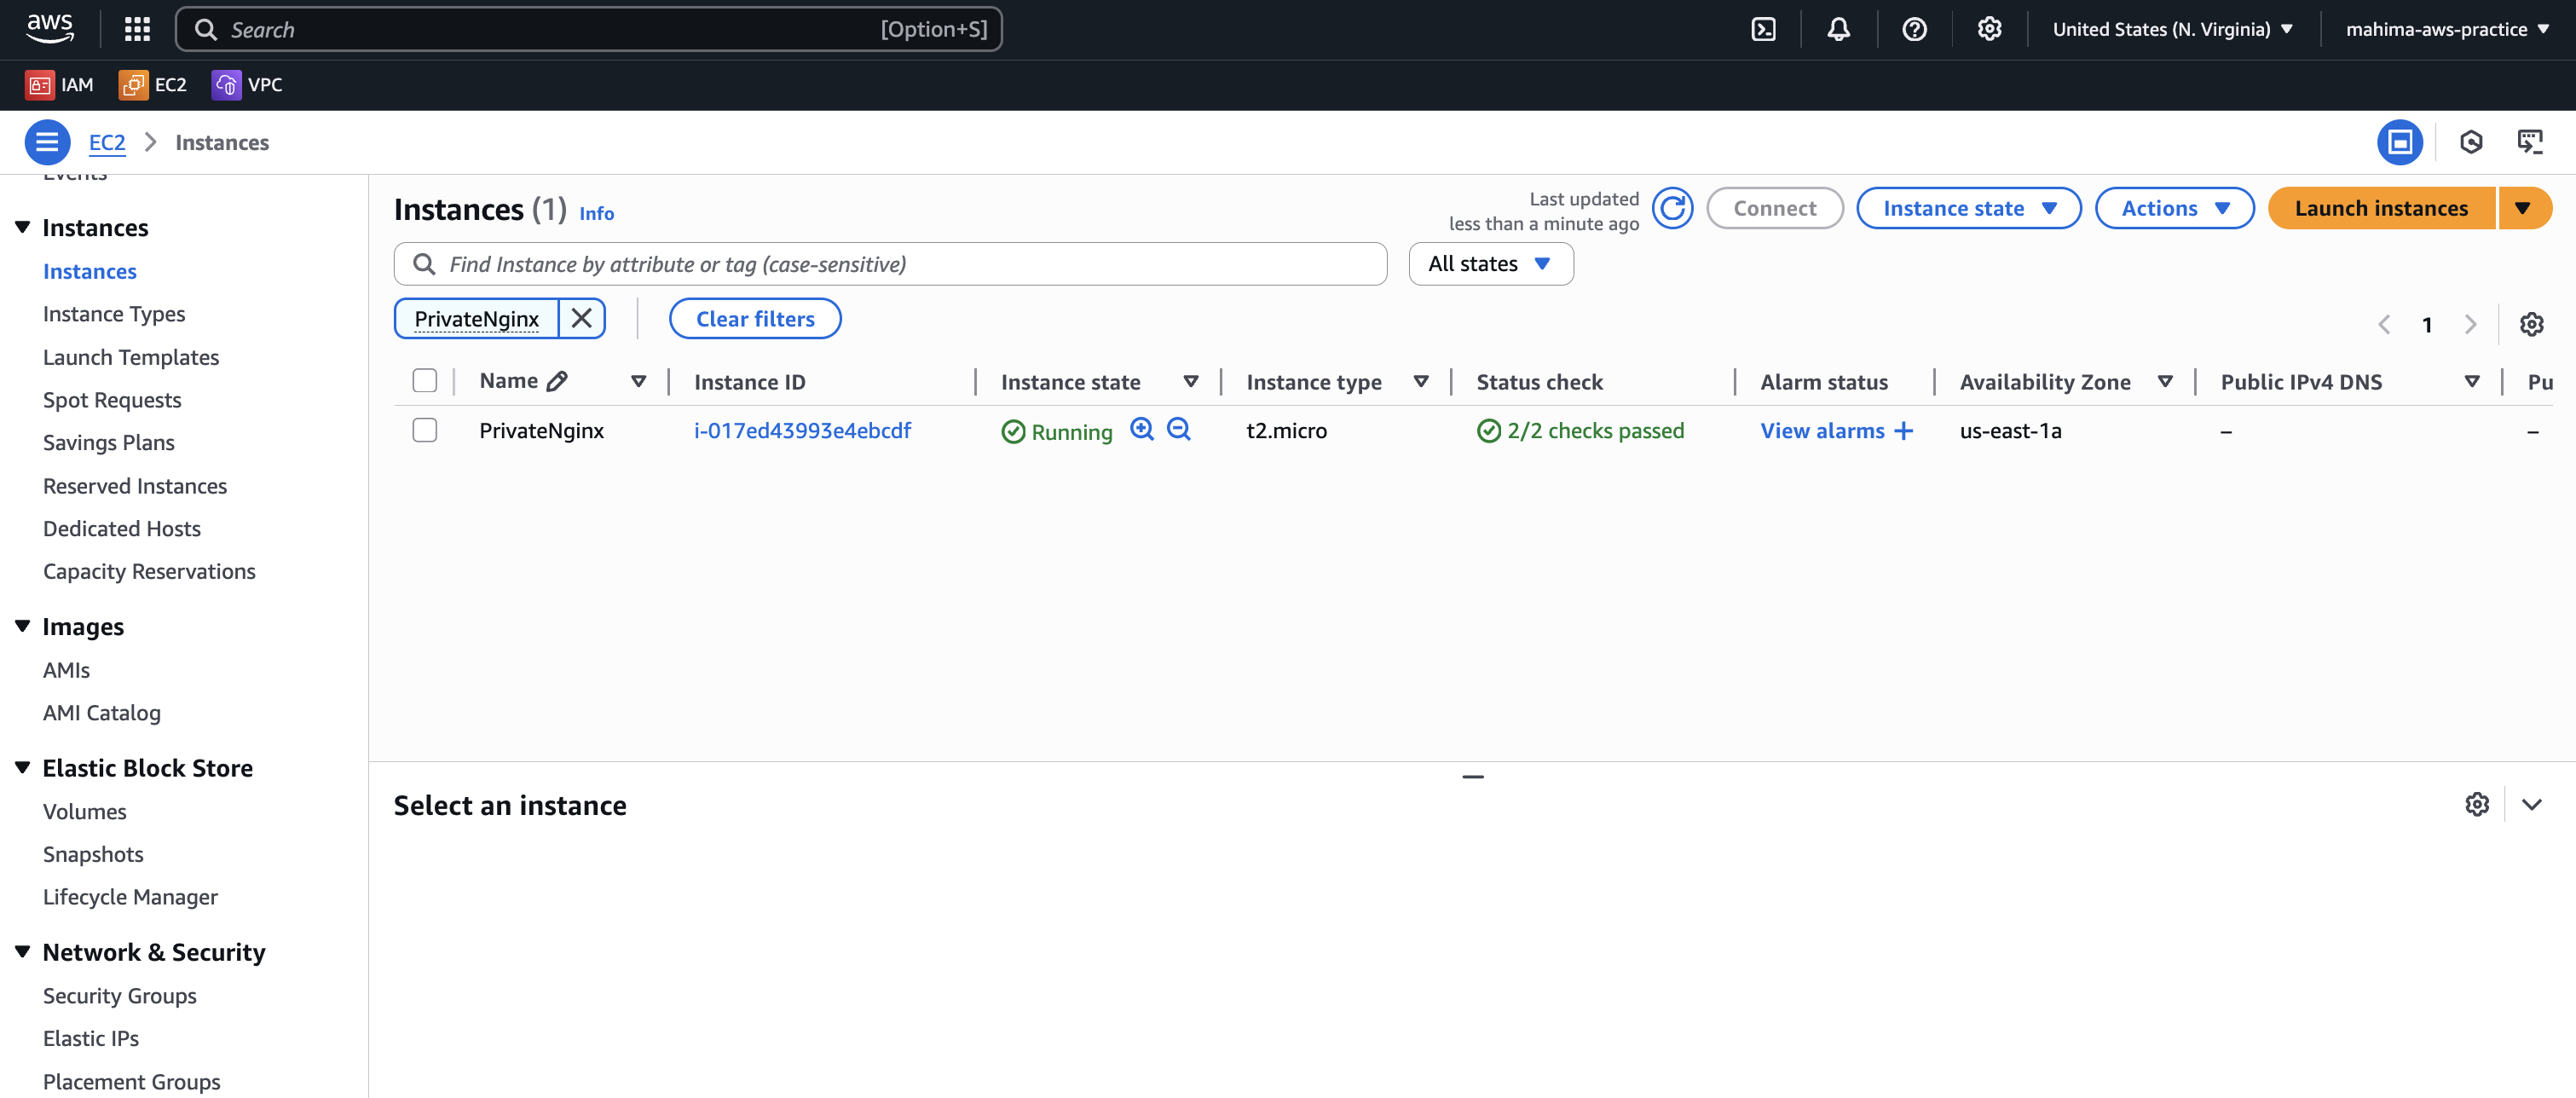 aws
Search [Option+S]
United States (N. Virginia)
mahima-aws-practice
IAM
EC2
VPC
EC2 > Instances
Events
Instances
Instances
Instance Types
Launch Templates
Spot Requests
Savings Plans
Reserved Instances
Dedicated Hosts
Capacity Reservations
Images
AMIs
AMI Catalog
Elastic Block Store
Volumes
Snapshots
Lifecycle Manager
Network & Security
Security Groups
Elastic IPs
Placement Groups
Instances (1) Info
Last updated
less than a minute ago
Connect
Instance state
Actions
Launch instances
Find Instance by attribute or tag (case-sensitive)
All states
PrivateNginx
Clear filters
1
Name Instance ID Instance state Instance type Status check Alarm status Availability Zone Public IPv4 DNS Pu
PrivateNginx i-017ed43993e4ebcdf Running t2.micro 2/2 checks passed View alarms + us-east-1a – –
Select an instance